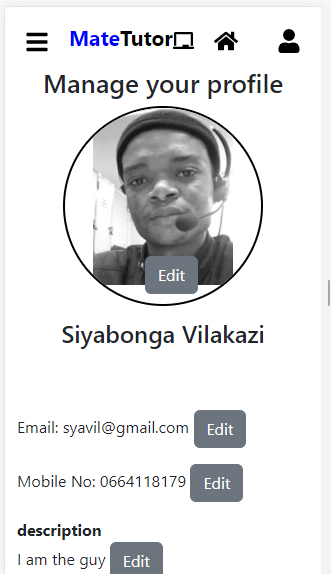 MateTutor
Manage your profile
Edit
Siyabonga Vilakazi
Email: syavil@gmail.com Edit
Mobile No: 0664118179 Edit
description
I am the guy Edit